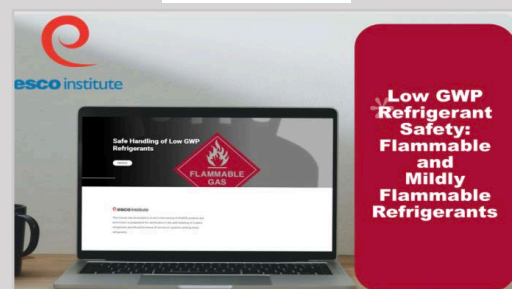 esco institute
Safe Handling of Low GWP
Refrigerants
FLAMMABLE
GAS
esco institute
Low GWP
Refrigerant
Safety:
Flammable
and
Mildly
Flammable
Refrigerants